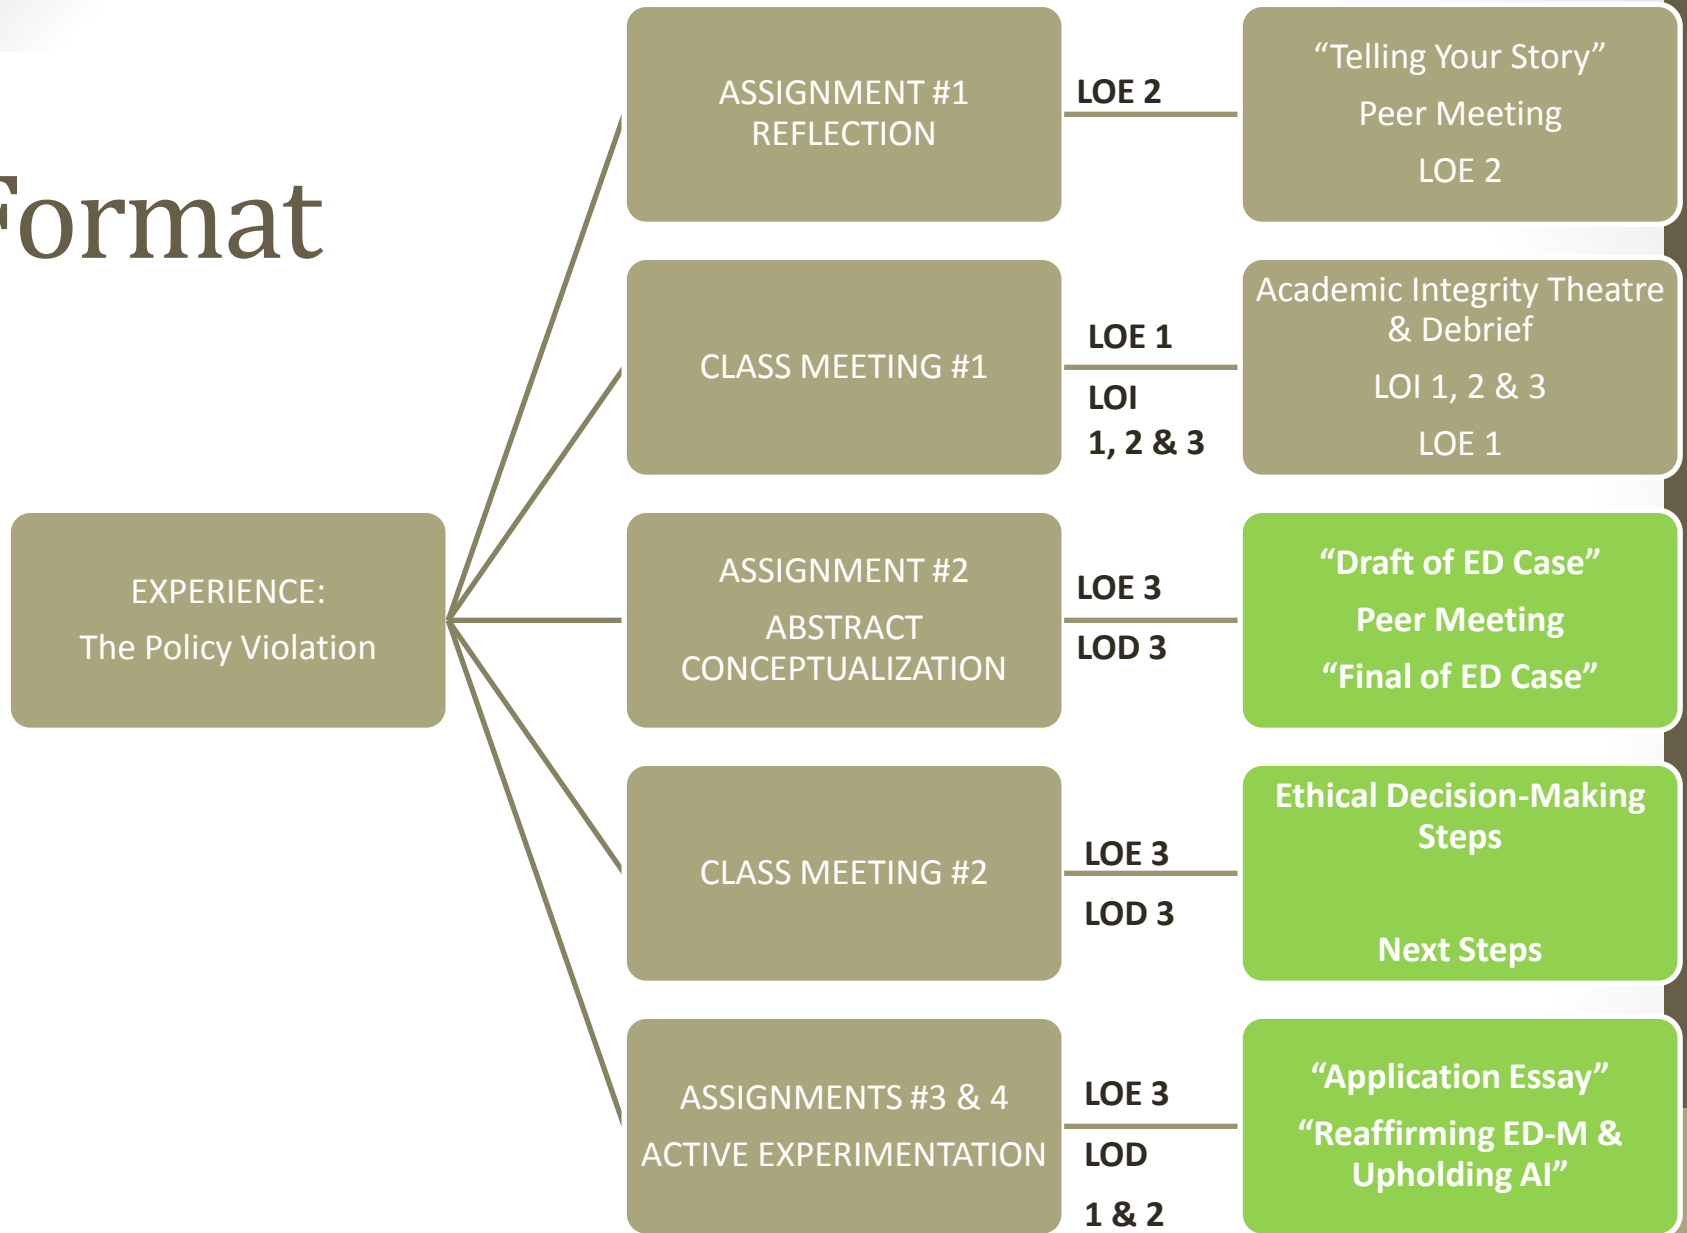 Format
EXPERIENCE:
The Policy Violation
ASSIGNMENT #1
REFLECTION
LOE 2
“Telling Your Story”
Peer Meeting
LOE 2
CLASS MEETING #1
LOE 1
LOI
1, 2 & 3
Academic Integrity Theatre
& Debrief
LOI 1, 2 & 3
LOE 1
ASSIGNMENT #2
ABSTRACT
CONCEPTUALIZATION
LOE 3
LOD 3
“Draft of ED Case”
Peer Meeting
“Final of ED Case”
CLASS MEETING #2
LOE 3
LOD 3
Ethical Decision-Making
Steps
Next Steps
ASSIGNMENTS #3 & 4
ACTIVE EXPERIMENTATION
LOE 3
LOD
1 & 2
“Application Essay”
“Reaffirming ED-M &
Upholding AI”